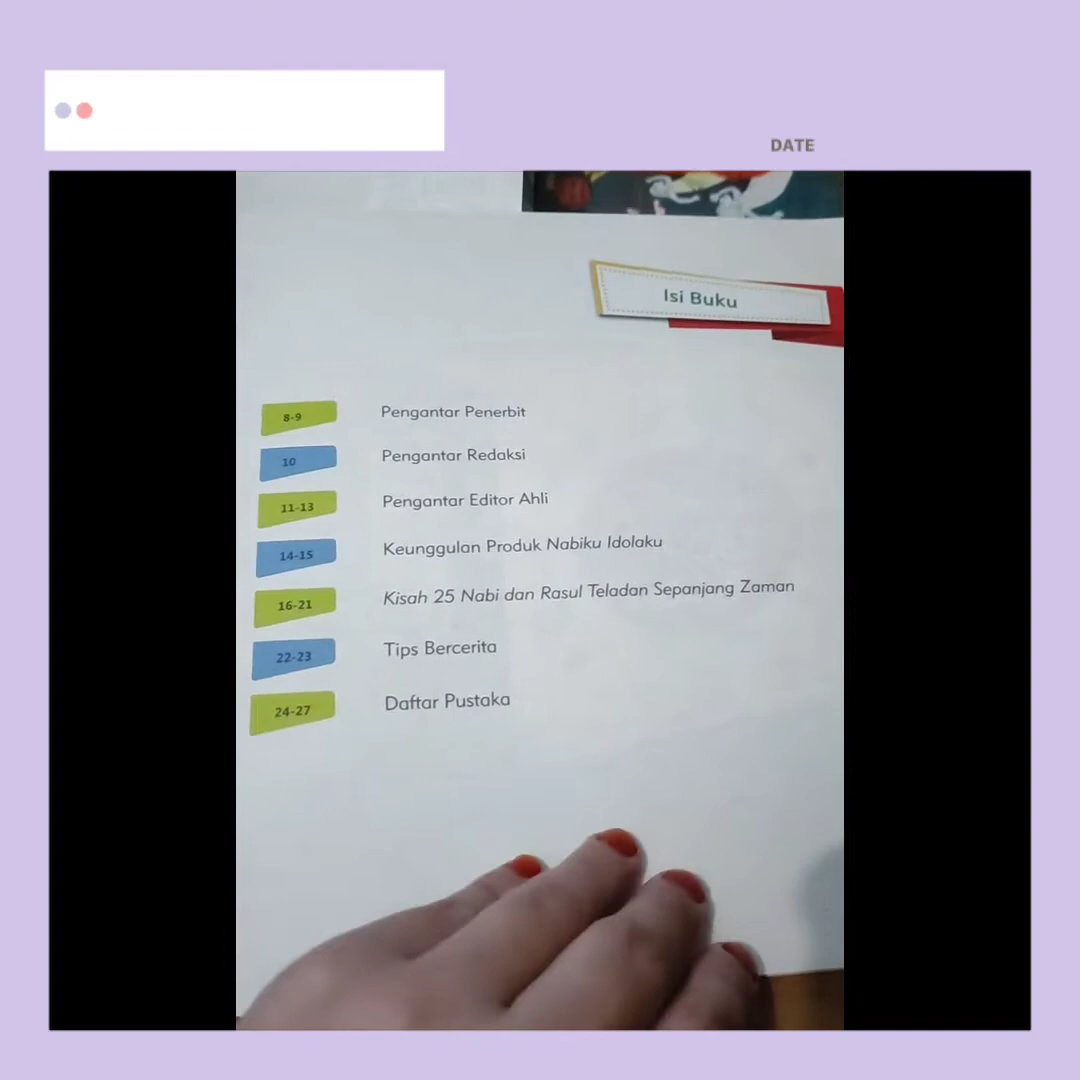 DATE
Isi Buku
8-9 Pengantar Penerbit
10 Pengantar Redaksi
11-13 Pengantar Editor Ahli
14-15 Keunggulan Produk Nabiku Idolaku
16-21 Kisah 25 Nabi dan Rasul Teladan Sepanjang Zaman
22-23 Tips Bercerita
24-27 Daftar Pustaka